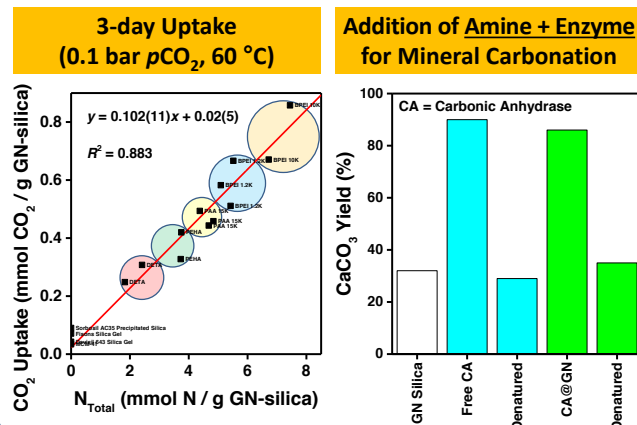 3-day Uptake
(0.1 bar pCO₂, 60 °C)
Addition of Amine + Enzyme
for Mineral Carbonation
CO₂ Uptake (mmol CO₂ / g GN-silica)
0.8
0.6
0.4
0.2
0.0
y = 0.102(11)x + 0.02(5)
R² = 0.883
BPEI 10K
BPEI 10K
BPEI 1.2K
BPEI 1.2K
BPEI 1.2K
PAA 15K
PAA 15K
PAA 15K
PEHA
PEHA
DETA
DETA
Sorbosil AC35 Precipitated Silica
Fisons Silica Gel
643 Silica Gel
0
2
4
6
8
N_Total (mmol N / g GN-silica)
CaCO₃ Yield (%)
100
80
60
40
20
0
CA = Carbonic Anhydrase
GN Silica
Free CA
Denatured
CA@GN
Denatured